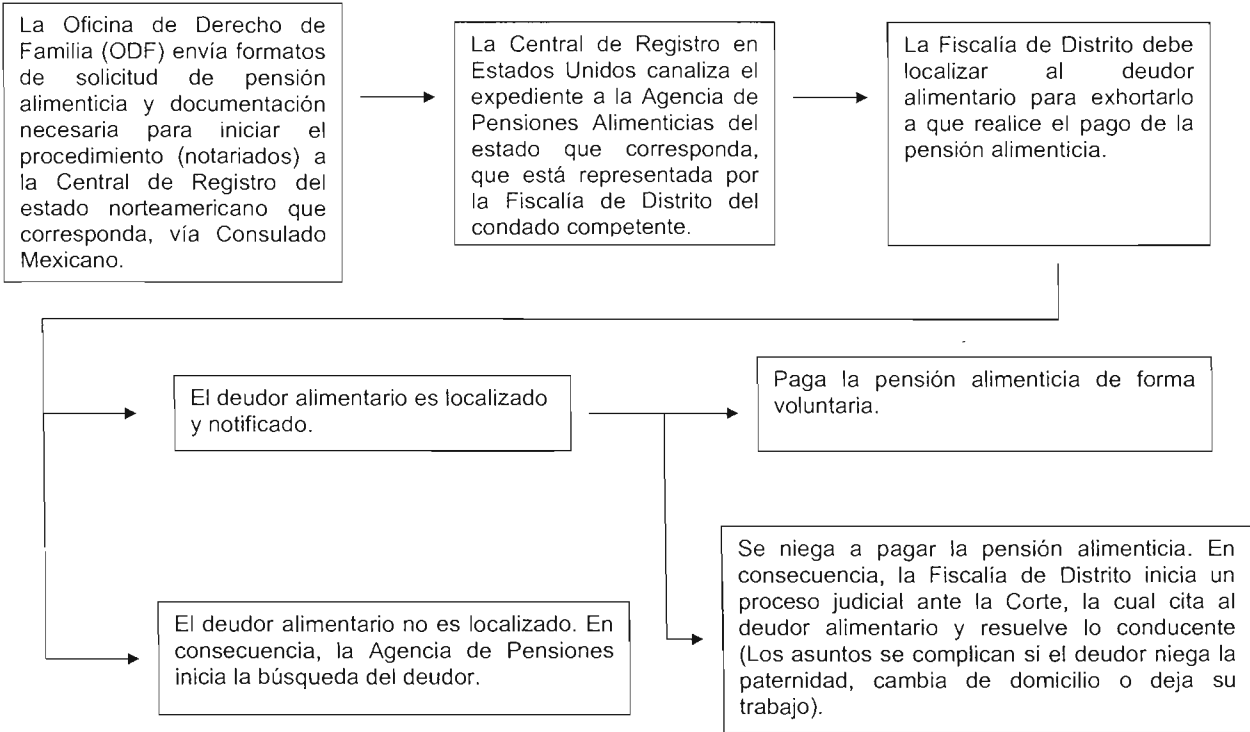 La Oficina de Derecho de
Familia (ODF) envía formatos
de solicitud de pensión
alimenticia y documentación
necesaria para iniciar el
procedimiento (notariados) a
la Central de Registro del
estado norteamericano que
corresponda, vía Consulado
Mexicano.
La Central de Registro en
Estados Unidos canaliza el
expediente a la Agencia de
Pensiones Alimenticias del
estado que corresponda,
que está representada por
la Fiscalía de Distrito del
condado competente.
La Fiscalía de Distrito debe
localizar al deudor
alimentario para exhortarlo
a que realice el pago de la
pensión alimenticia.
El deudor alimentario es localizado
y notificado.
Paga la pensión alimenticia de forma
voluntaria.
El deudor alimentario no es localizado. En
consecuencia, la Agencia de Pensiones
inicia la búsqueda del deudor.
Se niega a pagar la pensión alimenticia. En
consecuencia, la Fiscalía de Distrito inicia un
proceso judicial ante la Corte, la cual cita al
deudor alimentario y resuelve lo conducente
(Los asuntos se complican si el deudor niega la
paternidad, cambia de domicilio o deja su
trabajo).